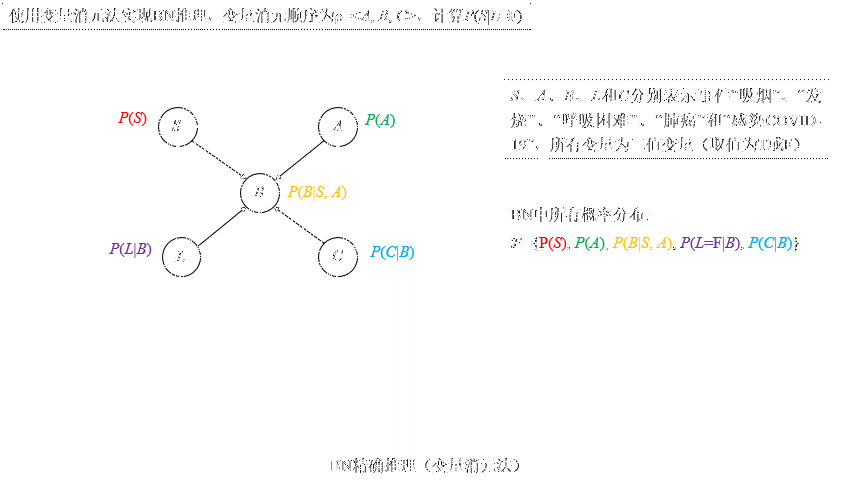 使用变量消元法实现BN推理、变量消元顺序为ρ=<A, B, C>、计算P(S|L=F)
P(S)
S
A
P(A)
B
P(B|S, A)
P(L|B)
L
C
P(C|B)
S、A、B、L和C分别表示事件“吸烟”、“发
烧”、“呼吸困难”、“肺癌”和“感染COVID-
19”、所有变量为二值变量（取值为T或F）
BN中所有概率分布:
F={P(S), P(A), P(B|S, A), P(L=F|B), P(C|B)}
BN精确推理（变量消元法）